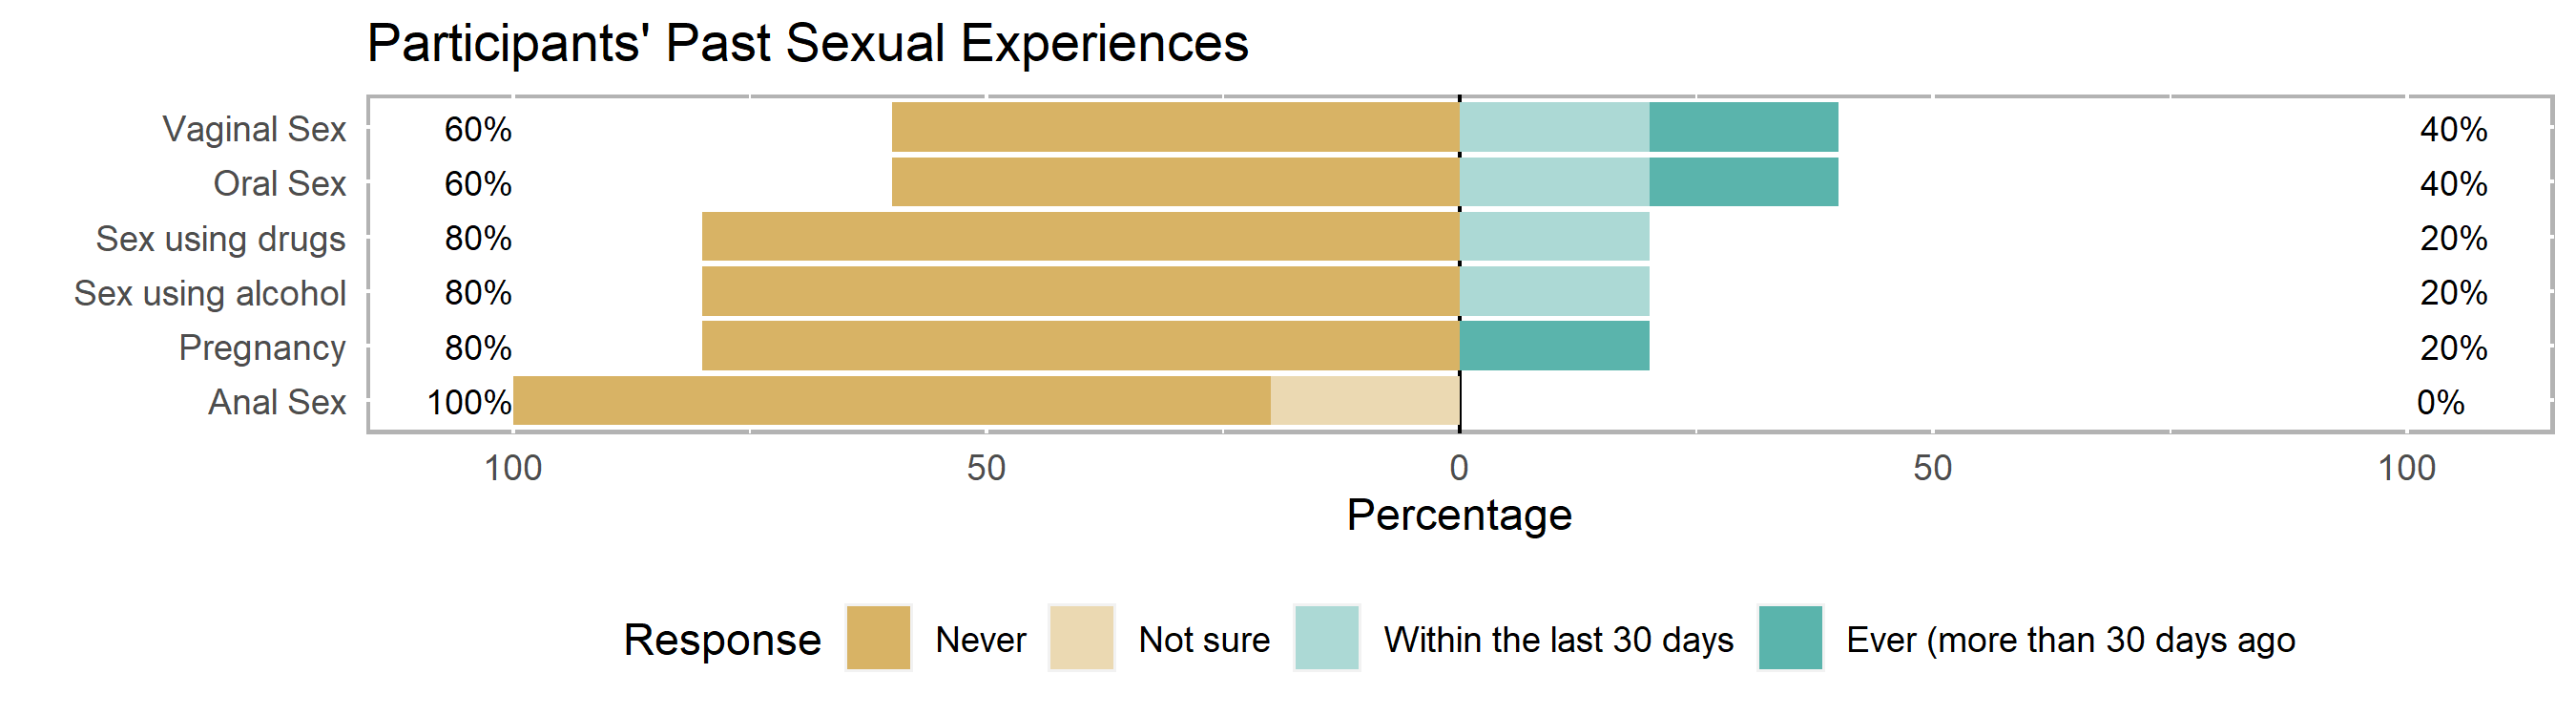 Participants' Past Sexual Experiences
Vaginal Sex 60% 40%
Oral Sex 60% 40%
Sex using drugs 80% 20%
Sex using alcohol 80% 20%
Pregnancy 80% 20%
Anal Sex 100% 0%
100 50 0 50 100
Percentage
Response Never Not sure Within the last 30 days Ever (more than 30 days ago